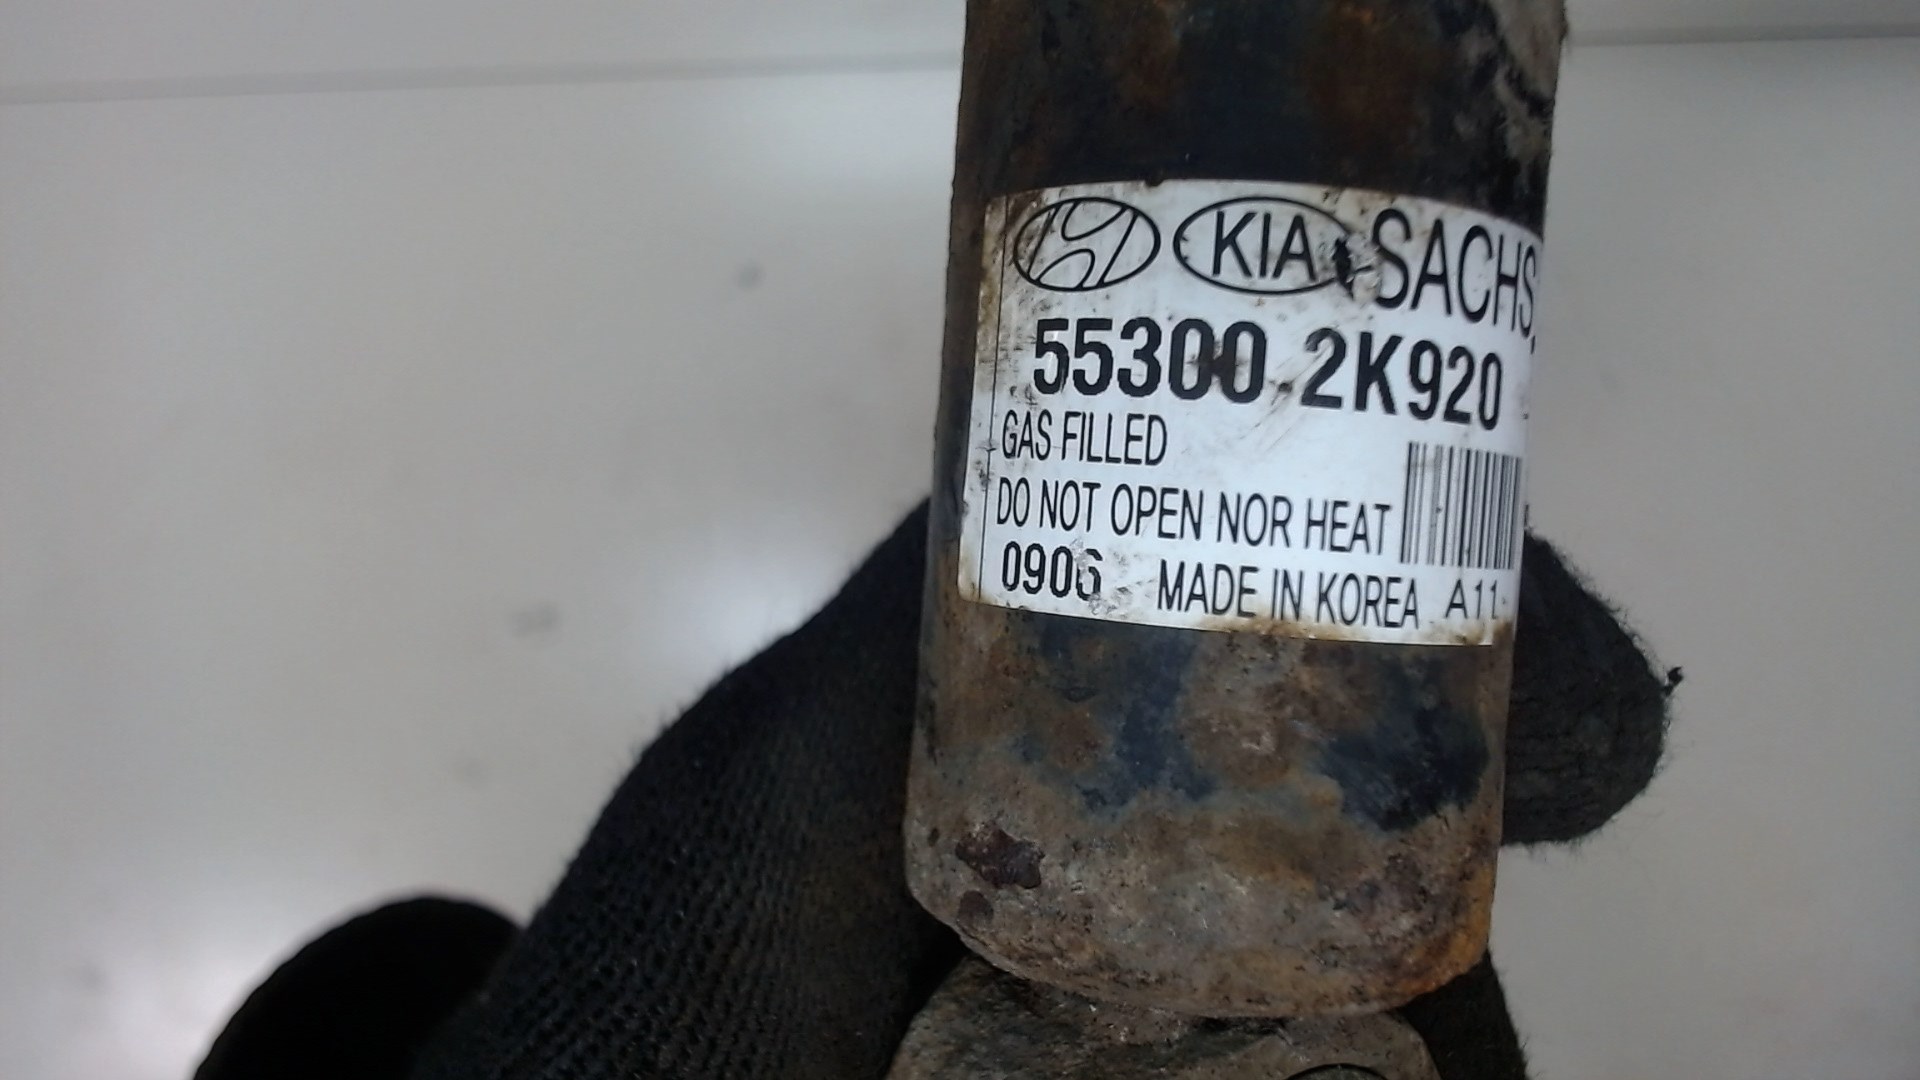 KIA SACHS
55300 2K920
GAS FILLED
DO NOT OPEN NOR HEAT
0906 MADE IN KOREA A11